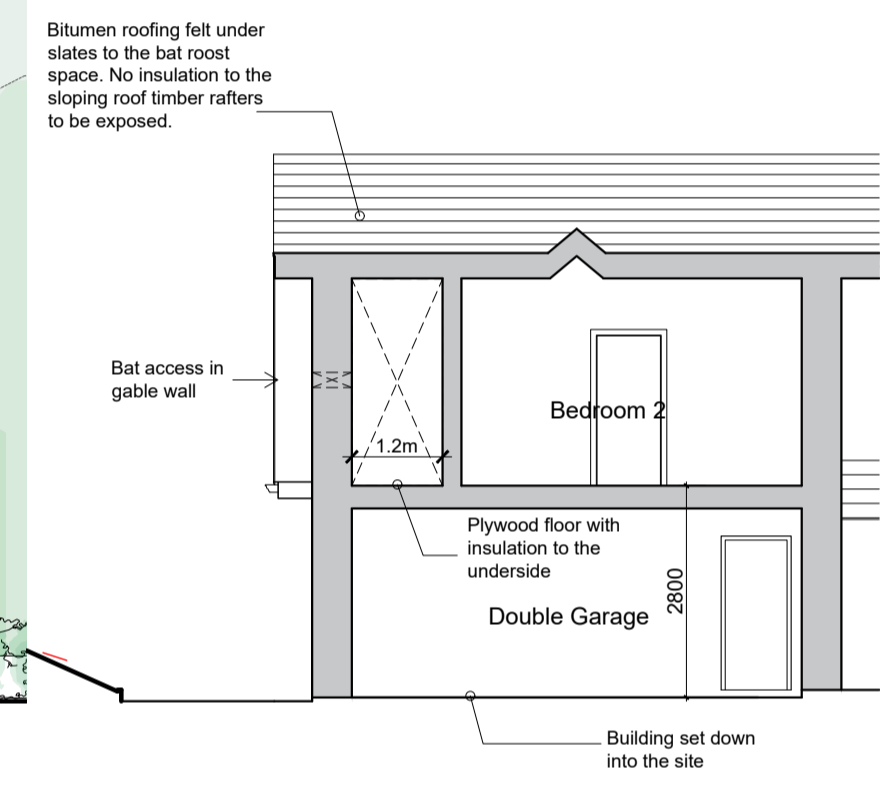 Bitumen roofing felt under
slates to the bat roost
space. No insulation to the
sloping roof timber rafters
to be exposed.
Bat access in
gable wall
Bedroom 2
1.2m
Plywood floor with
insulation to the
underside
2800
Double Garage
Building set down
into the site